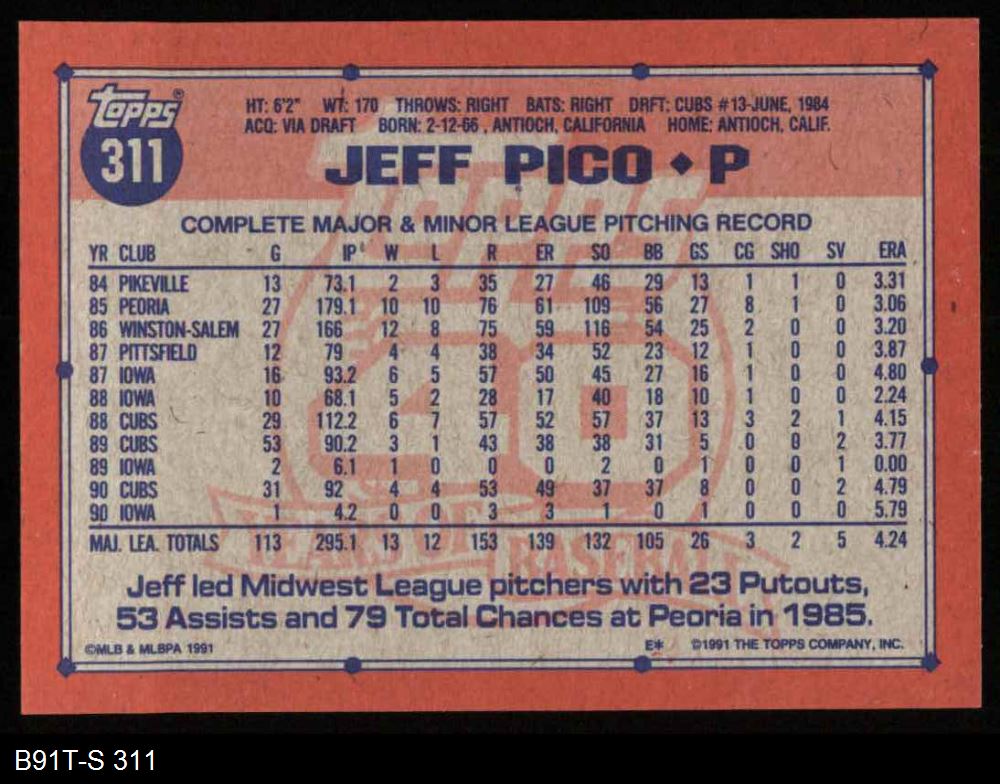 Topps®
311
HT: 6'2" WT: 170 THROWS: RIGHT BATS: RIGHT DRFT: CUBS #13-JUNE, 1984
ACQ: VIA DRAFT BORN: 2-12-66, ANTIOCH, CALIFORNIA HOME: ANTIOCH, CALIF.
JEFF PICO ◆ P
COMPLETE MAJOR & MINOR LEAGUE PITCHING RECORD
YR CLUB G IP W L R ER SO BB GS CG SHO SV ERA
84 PIKEVILLE 13 73.1 2 3 35 27 46 29 13 1 1 0 3.31
85 PEORIA 27 179.1 10 10 76 61 109 56 27 8 1 0 3.06
86 WINSTON-SALEM 27 166 12 8 75 59 116 54 25 2 0 0 3.20
87 PITTSFIELD 12 79 4 4 38 34 52 23 12 1 0 0 3.87
87 IOWA 16 93.2 6 5 57 50 45 27 16 1 0 0 4.80
88 IOWA 10 68.1 5 2 28 17 40 18 10 1 0 0 2.24
88 CUBS 29 112.2 6 7 57 52 57 37 13 3 2 1 4.15
89 CUBS 53 90.2 3 1 43 38 38 31 5 0 0 2 3.77
89 IOWA 2 6.1 1 0 0 0 2 0 1 0 0 1 0.00
90 CUBS 31 92 4 4 53 49 37 37 8 0 0 2 4.79
90 IOWA 1 4.2 0 0 3 3 1 0 1 0 0 0 5.79
MAJ. LEA. TOTALS 113 295.1 13 12 153 139 132 105 26 3 2 5 4.24
Topps
40
YEARS OF BASEBALL
Jeff led Midwest League pitchers with 23 Putouts,
53 Assists and 79 Total Chances at Peoria in 1985.
©MLB & MLBPA 1991 E* ©1991 THE TOPPS COMPANY, INC.
B91T-S 311